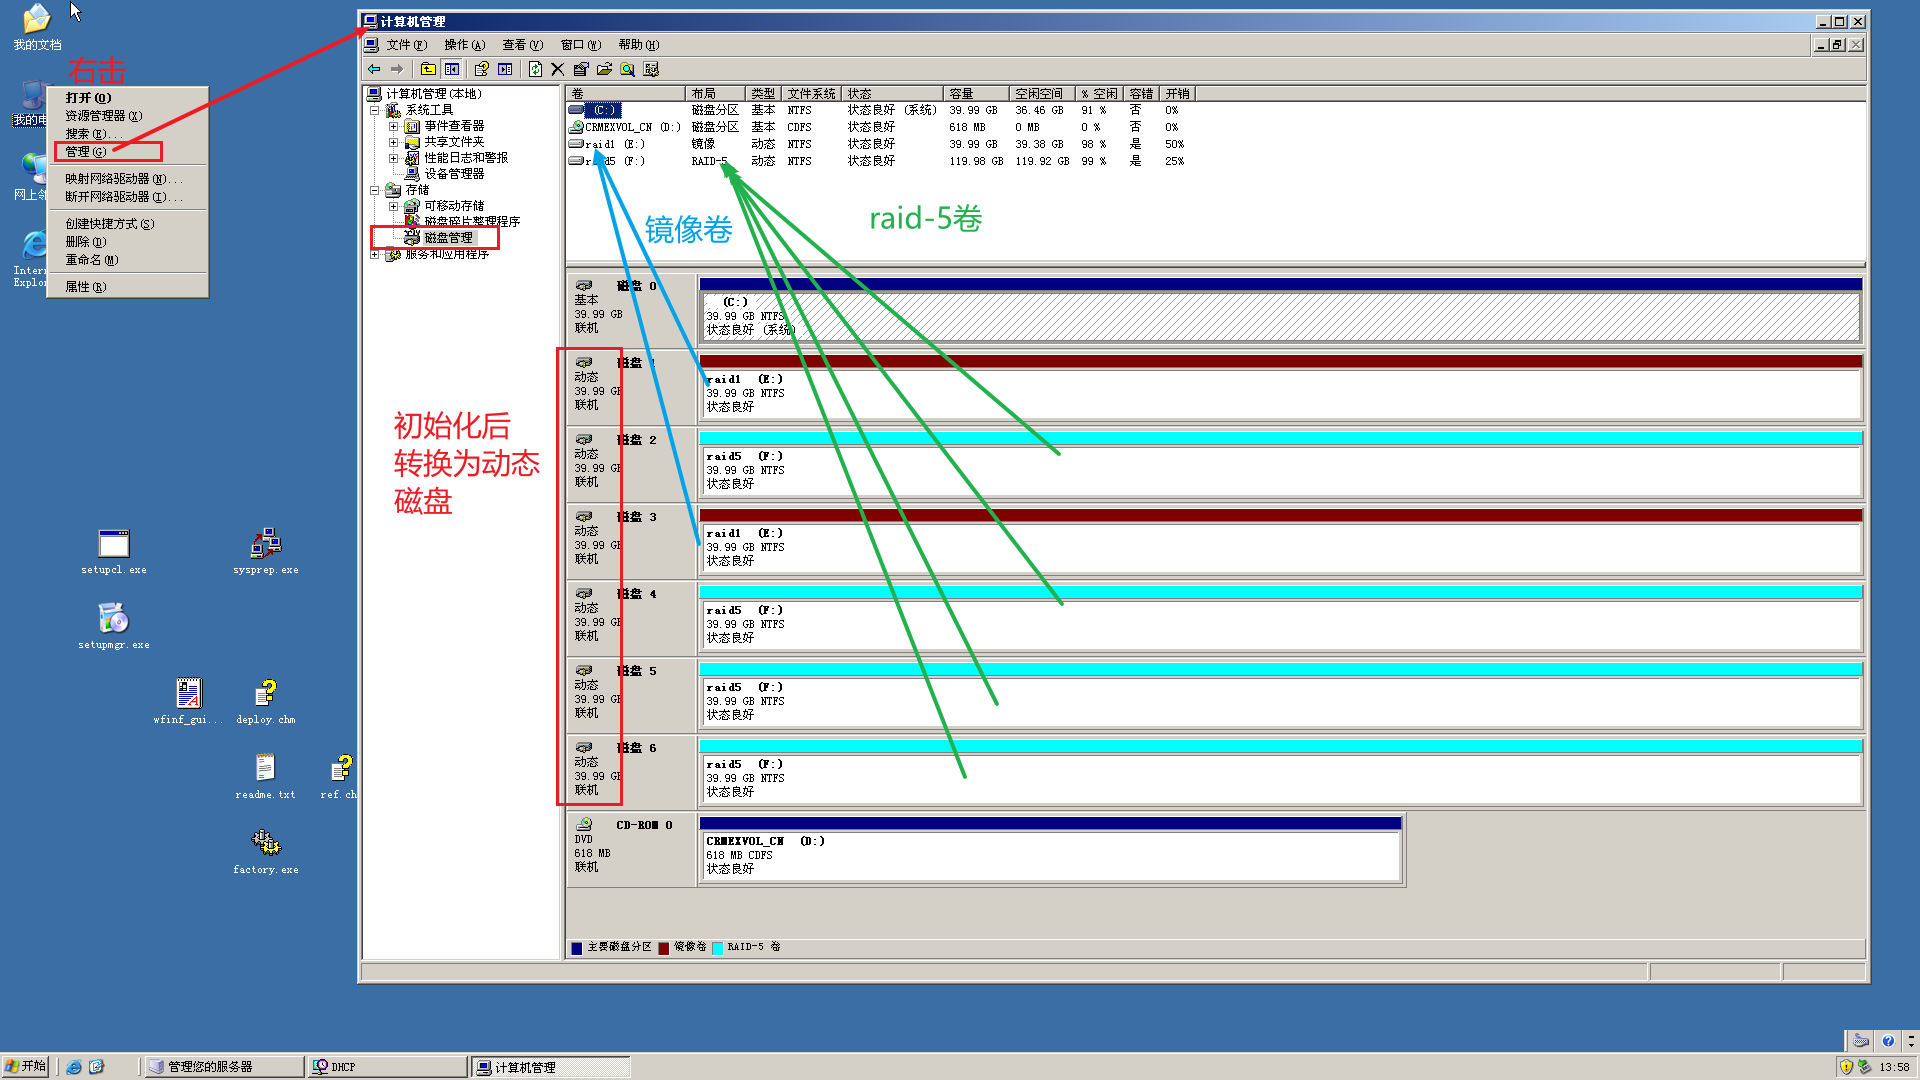 我的文档
右击
我的电
打开(O)
资源管理器(X)
搜索(E)...
管理(G)
映射网络驱动器(N)...
断开网络驱动器(I)...
创建快捷方式(S)
删除(D)
重命名(M)
属性(R)
网上邻
Intern
Explor
setupcl.exe
sysprep.exe
setupmgr.exe
wfinf_gui...
deploy.chm
readme.txt
ref.ch
factory.exe
计算机管理
文件(F) 操作(A) 查看(V) 窗口(W) 帮助(H)
计算机管理(本地)
系统工具
事件查看器
共享文件夹
性能日志和警报
设备管理器
存储
可移动存储
磁盘碎片整理程序
磁盘管理
服务和应用程序
初始化后
转换为动态
磁盘
卷 布局 类型 文件系统 状态 容量 空闲空间 % 空闲 容错 开销
(C:) 磁盘分区 基本 NTFS 状态良好 (系统) 39.99 GB 36.46 GB 91 % 否 0%
CRMEXVOL_CN (D:) 磁盘分区 基本 CDFS 状态良好 618 MB 0 MB 0 % 否 0%
raid1 (E:) 镜像 动态 NTFS 状态良好 39.99 GB 39.38 GB 98 % 是 50%
raid5 (F:) RAID-5 动态 NTFS 状态良好 119.98 GB 119.92 GB 99 % 是 25%
镜像卷
raid-5卷
磁盘 0
基本
39.99 GB
联机
(C:)
39.99 GB NTFS
状态良好 (系统)
磁盘 1
动态
39.99 GB
联机
raid1 (E:)
39.99 GB NTFS
状态良好
磁盘 2
动态
39.99 GB
联机
raid5 (F:)
39.99 GB NTFS
状态良好
磁盘 3
动态
39.99 GB
联机
raid1 (E:)
39.99 GB NTFS
状态良好
磁盘 4
动态
39.99 GB
联机
raid5 (F:)
39.99 GB NTFS
状态良好
磁盘 5
动态
39.99 GB
联机
raid5 (F:)
39.99 GB NTFS
状态良好
磁盘 6
动态
39.99 GB
联机
raid5 (F:)
39.99 GB NTFS
状态良好
CD-ROM 0
DVD
618 MB
联机
CRMEXVOL_CN (D:)
618 MB CDFS
状态良好
主要磁盘分区 镜像卷 RAID-5 卷
开始
管理您的服务器
DHCP
计算机管理
13:58